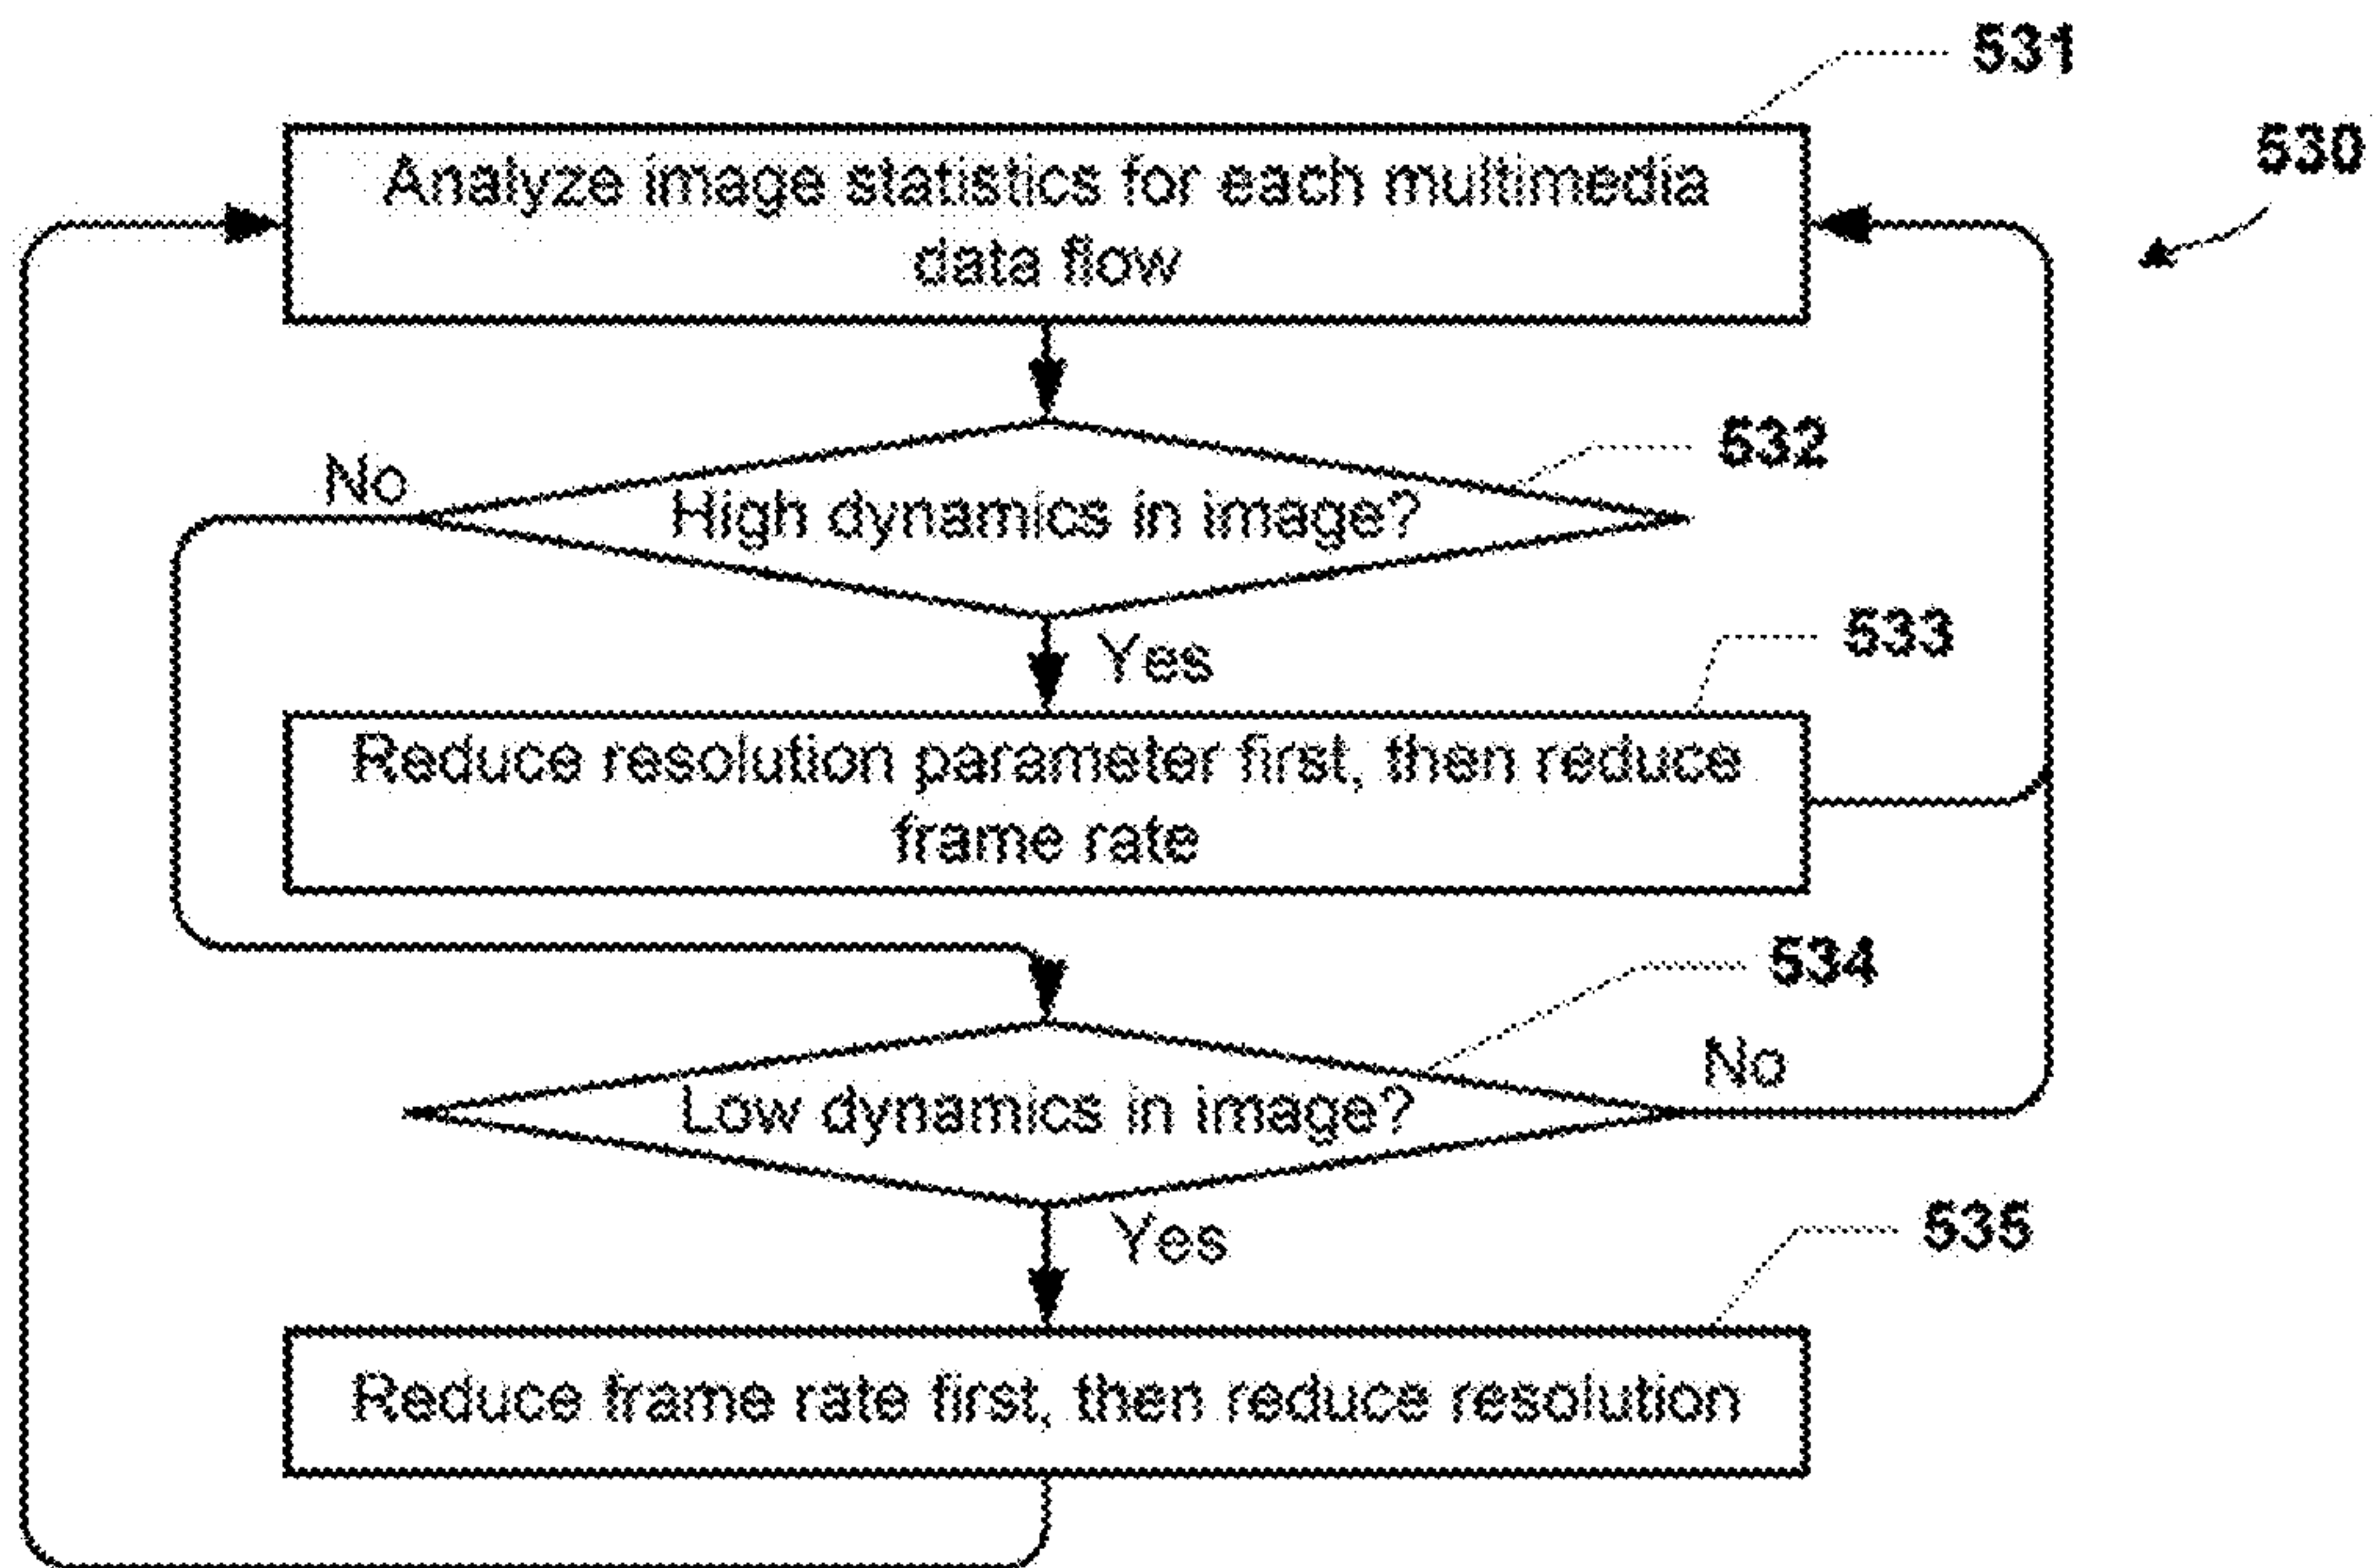 531
530
Analyze image statistics for each multimedia
data flow
532
No
High dynamics in image?
Yes
533
Reduce resolution parameter first, then reduce
frame rate
534
No
Low dynamics in image?
Yes
535
Reduce frame rate first, then reduce resolution